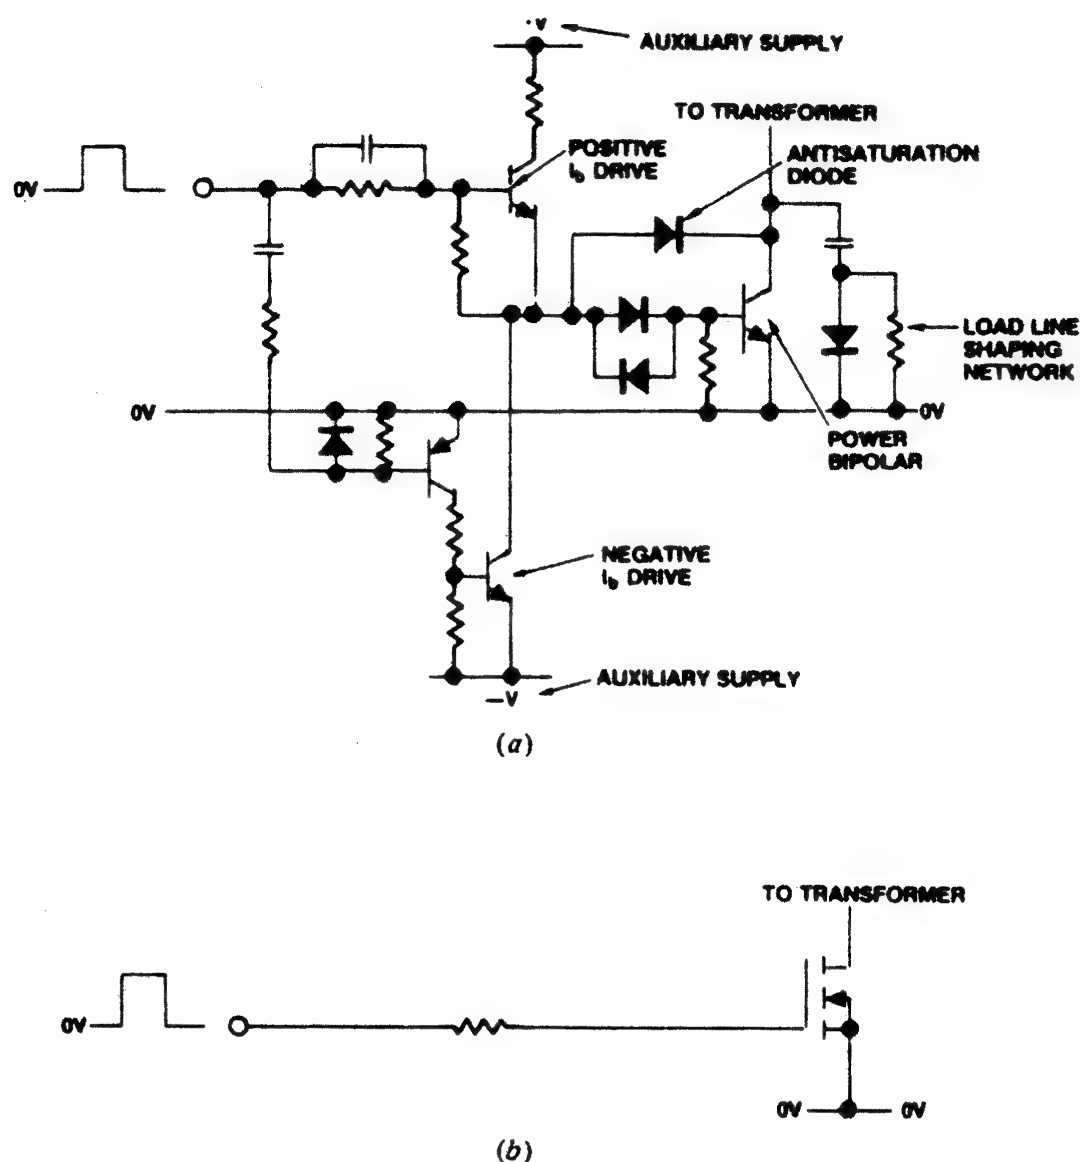 +V
AUXILIARY SUPPLY
TO TRANSFORMER
POSITIVE
Ib DRIVE
ANTISATURATION
DIODE
0V
LOAD LINE
SHAPING
NETWORK
0V
0V
POWER
BIPOLAR
NEGATIVE
Ib DRIVE
AUXILIARY SUPPLY
−V
(a)
TO TRANSFORMER
0V
0V
0V
(b)